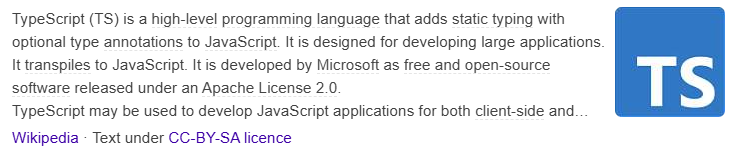 TypeScript (TS) is a high-level programming language that adds static typing with
optional type annotations to JavaScript. It is designed for developing large applications.
It transpiles to JavaScript. It is developed by Microsoft as free and open-source
software released under an Apache License 2.0.
TypeScript may be used to develop JavaScript applications for both client-side and…
Wikipedia · Text under CC-BY-SA licence
TS